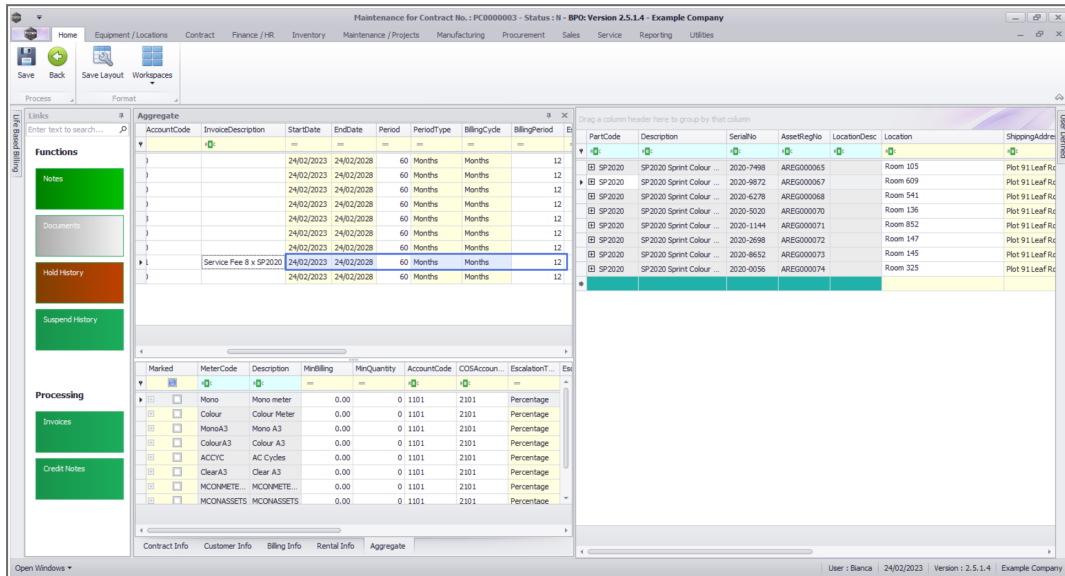 Maintenance for Contract No. : PC0000003 - Status : N - BPO: Version 2.5.1.4 - Example Company
Home Equipment / Locations Contract Finance / HR Inventory Maintenance / Projects Manufacturing Procurement Sales Service Reporting Utilities
Save Back Save Layout Workspaces
Process Format
Life Based Billing
Links
Enter text to search...
Functions
Notes
Documents
Hold History
Suspend History
Processing
Invoices
Credit Notes
Aggregate
AccountCode InvoiceDescription StartDate EndDate Period PeriodType BillingCycle BillingPeriod
24/02/2023 24/02/2028 60 Months Months 12
24/02/2023 24/02/2028 60 Months Months 12
24/02/2023 24/02/2028 60 Months Months 12
24/02/2023 24/02/2028 60 Months Months 12
24/02/2023 24/02/2028 60 Months Months 12
24/02/2023 24/02/2028 60 Months Months 12
24/02/2023 24/02/2028 60 Months Months 12
Service Fee 8 x SP2020 24/02/2023 24/02/2028 60 Months Months 12
24/02/2023 24/02/2028 60 Months Months 12
Marked MeterCode Description MinBilling MinQuantity AccountCode COSAccoun... EscalationT... Esc
Mono Mono meter 0.00 0 1101 2101 Percentage
Colour Colour Meter 0.00 0 1101 2101 Percentage
MonoA3 Mono A3 0.00 0 1101 2101 Percentage
ColourA3 Colour A3 0.00 0 1101 2101 Percentage
ACCYC AC Cycles 0.00 0 1101 2101 Percentage
ClearA3 Clear A3 0.00 0 1101 2101 Percentage
MCONMETE... MCONMETE... 0.00 0 1101 2101 Percentage
MCONASSETS MCONASSETS 0.00 0 1101 2101 Percentage
Contract Info Customer Info Billing Info Rental Info Aggregate
Drag a column header here to group by that column
PartCode Description SerialNo AssetRegNo LocationDesc Location ShippingAddre
SP2020 SP2020 Sprint Colour ... 2020-7498 AREG000065 Room 105 Plot 91 Leaf Ro
SP2020 SP2020 Sprint Colour ... 2020-9872 AREG000067 Room 609 Plot 91 Leaf Ro
SP2020 SP2020 Sprint Colour ... 2020-6278 AREG000068 Room 541 Plot 91 Leaf Ro
SP2020 SP2020 Sprint Colour ... 2020-5020 AREG000070 Room 136 Plot 91 Leaf Ro
SP2020 SP2020 Sprint Colour ... 2020-1144 AREG000071 Room 852 Plot 91 Leaf Ro
SP2020 SP2020 Sprint Colour ... 2020-2698 AREG000072 Room 147 Plot 91 Leaf Ro
SP2020 SP2020 Sprint Colour ... 2020-8652 AREG000073 Room 145 Plot 91 Leaf Ro
SP2020 SP2020 Sprint Colour ... 2020-0056 AREG000074 Room 325 Plot 91 Leaf Ro
User Defined
Open Windows
User : Bianca 24/02/2023 Version : 2.5.1.4 Example Company